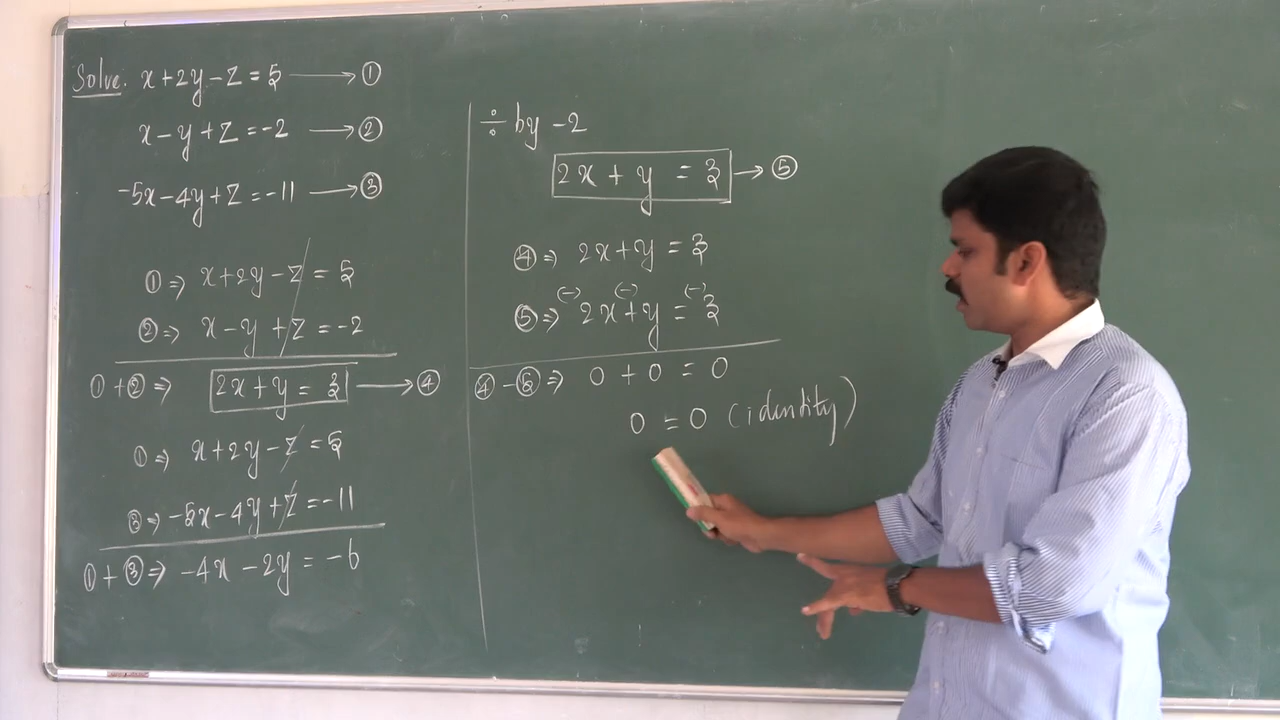 Solve. x+2y-z=5 ⟶ ①
x-y+z=-2 ⟶ ②
-5x-4y+z=-11 ⟶ ③
①⇒ x+2y-z = 5
②⇒ x-y+z = -2
①+②⇒ 2x+y = 3 ⟶ ④
①⇒ x+2y-z = 5
③⇒ -5x-4y+z = -11
①+③⇒ -4x-2y = -6
÷ by -2
2x + y = 3 → ⑤
④⇒ 2x+y = 3
(-) (-) (-)
⑤⇒ 2x+y = 3
④-⑤⇒ 0 + 0 = 0
0 = 0 (identity)